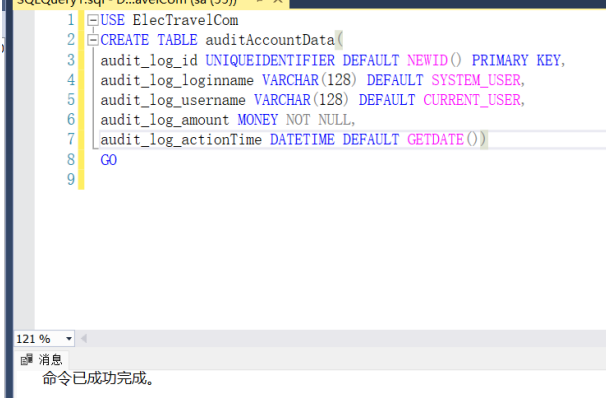 SQLQuery1.sql - D...avelCom (sa (55))
1 USE ElecTravelCom
2 CREATE TABLE auditAccountData(
3 audit_log_id UNIQUEIDENTIFIER DEFAULT NEWID() PRIMARY KEY,
4 audit_log_loginname VARCHAR(128) DEFAULT SYSTEM_USER,
5 audit_log_username VARCHAR(128) DEFAULT CURRENT_USER,
6 audit_log_amount MONEY NOT NULL,
7 audit_log_actionTime DATETIME DEFAULT GETDATE())
8 GO
9
121 %
消息
命令已成功完成。